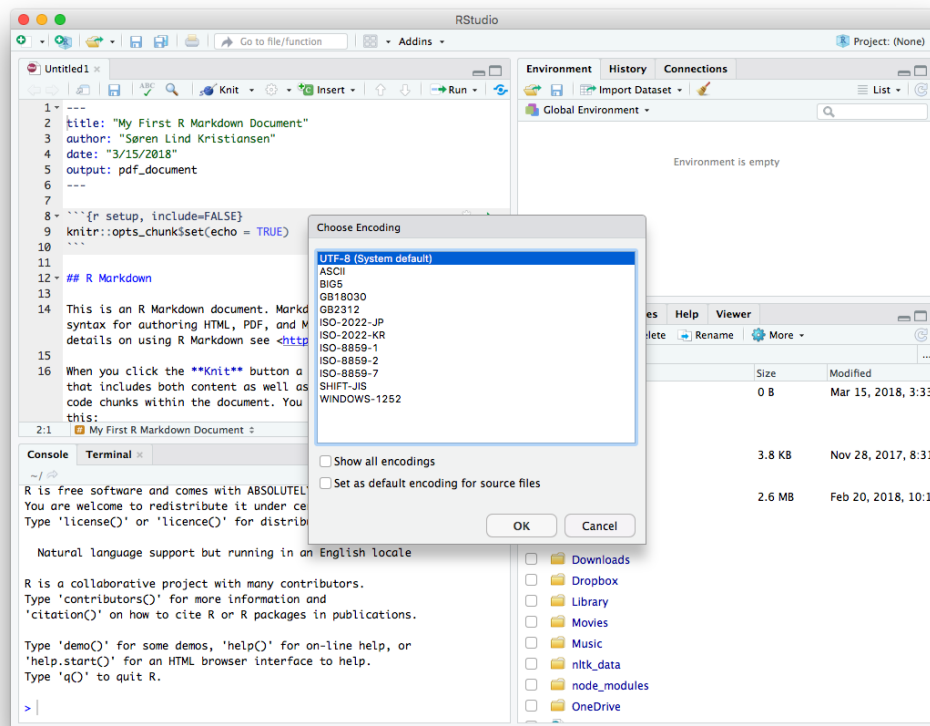 RStudio
Go to file/function
Addins
Project: (None)
Untitled1
ABC
Knit
Insert
Run
1 ---
2 title: "My First R Markdown Document"
3 author: "Søren Lind Kristiansen"
4 date: "3/15/2018"
5 output: pdf_document
6 ---
7
8 ```{r setup, include=FALSE}
9 knitr::opts_chunk$set(echo = TRUE)
10 ```
11
12 ## R Markdown
13
14 This is an R Markdown document. Markd
syntax for authoring HTML, PDF, and M
details on using R Markdown see <http
15
16 When you click the **Knit** button a
that includes both content as well as
code chunks within the document. You
this:
2:1 # My First R Markdown Document
Console Terminal
~/
R is free software and comes with ABSOLUTEL
You are welcome to redistribute it under ce
Type 'license()' or 'licence()' for distrib
Natural language support but running in an English locale
R is a collaborative project with many contributors.
Type 'contributors()' for more information and
'citation()' on how to cite R or R packages in publications.
Type 'demo()' for some demos, 'help()' for on-line help, or
'help.start()' for an HTML browser interface to help.
Type 'q()' to quit R.
>
Choose Encoding
UTF-8 (System default)
ASCII
BIG5
GB18030
GB2312
ISO-2022-JP
ISO-2022-KR
ISO-8859-1
ISO-8859-2
ISO-8859-7
SHIFT-JIS
WINDOWS-1252
Show all encodings
Set as default encoding for source files
OK Cancel
Environment History Connections
Import Dataset
List
Global Environment
Environment is empty
es Help Viewer
elete Rename More
...
Size Modified
0 B Mar 15, 2018, 3:33
3.8 KB Nov 28, 2017, 8:31
2.6 MB Feb 20, 2018, 10:1
Downloads
Dropbox
Library
Movies
Music
nltk_data
node_modules
OneDrive